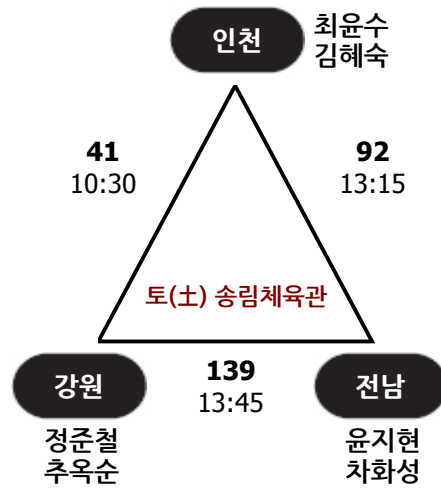 인천
최윤수
김혜숙
41
10:30
92
13:15
토(土) 송림체육관
강원
139
13:45
전남
정준철
추옥순
윤지현
차화성